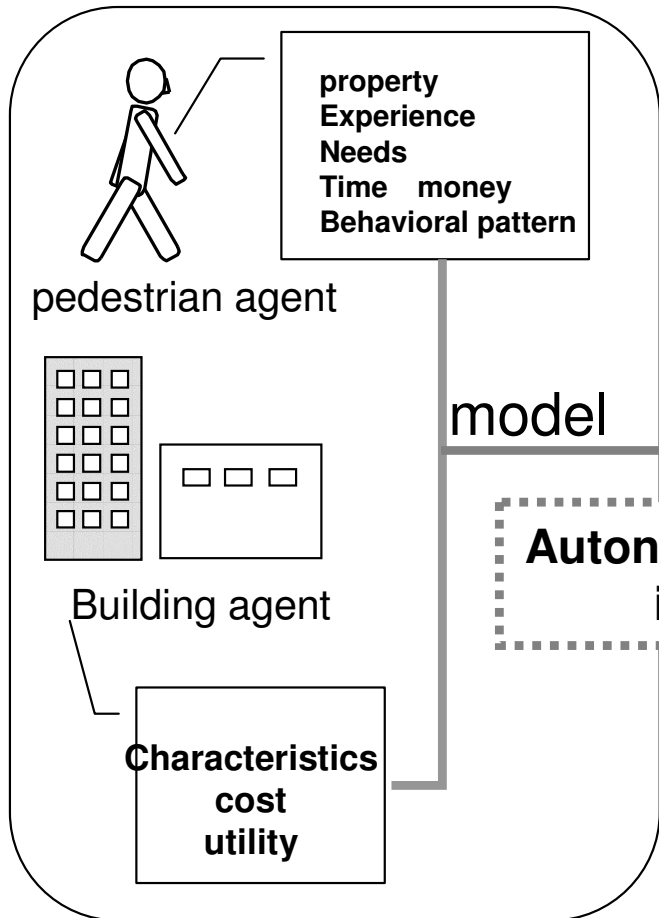 property
Experience
Needs
Time money
Behavioral pattern
pedestrian agent
model
Building agent
Characteristics
cost
utility